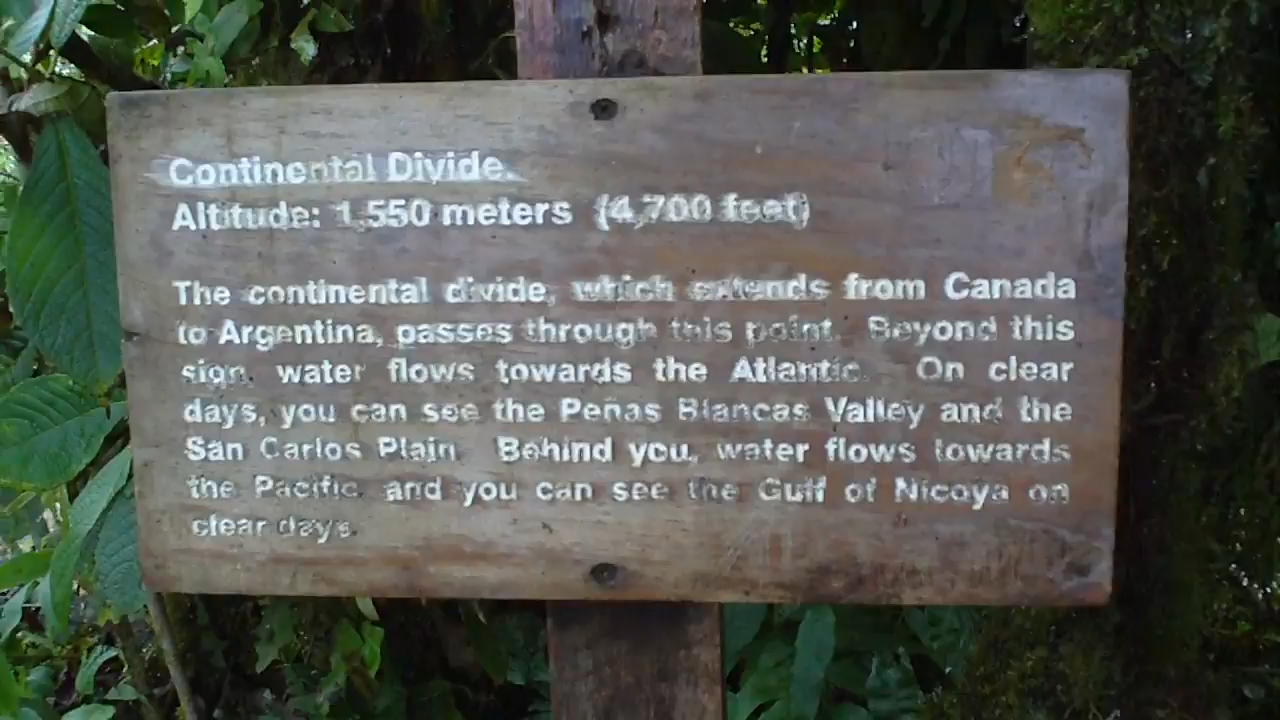 Continental Divide.
Altitude: 1,550 meters (4,700 feet)
The continental divide, which extends from Canada
to Argentina, passes through this point. Beyond this
sign, water flows towards the Atlantic. On clear
days, you can see the Peñas Blancas Valley and the
San Carlos Plain. Behind you, water flows towards
the Pacific, and you can see the Gulf of Nicoya on
clear days.